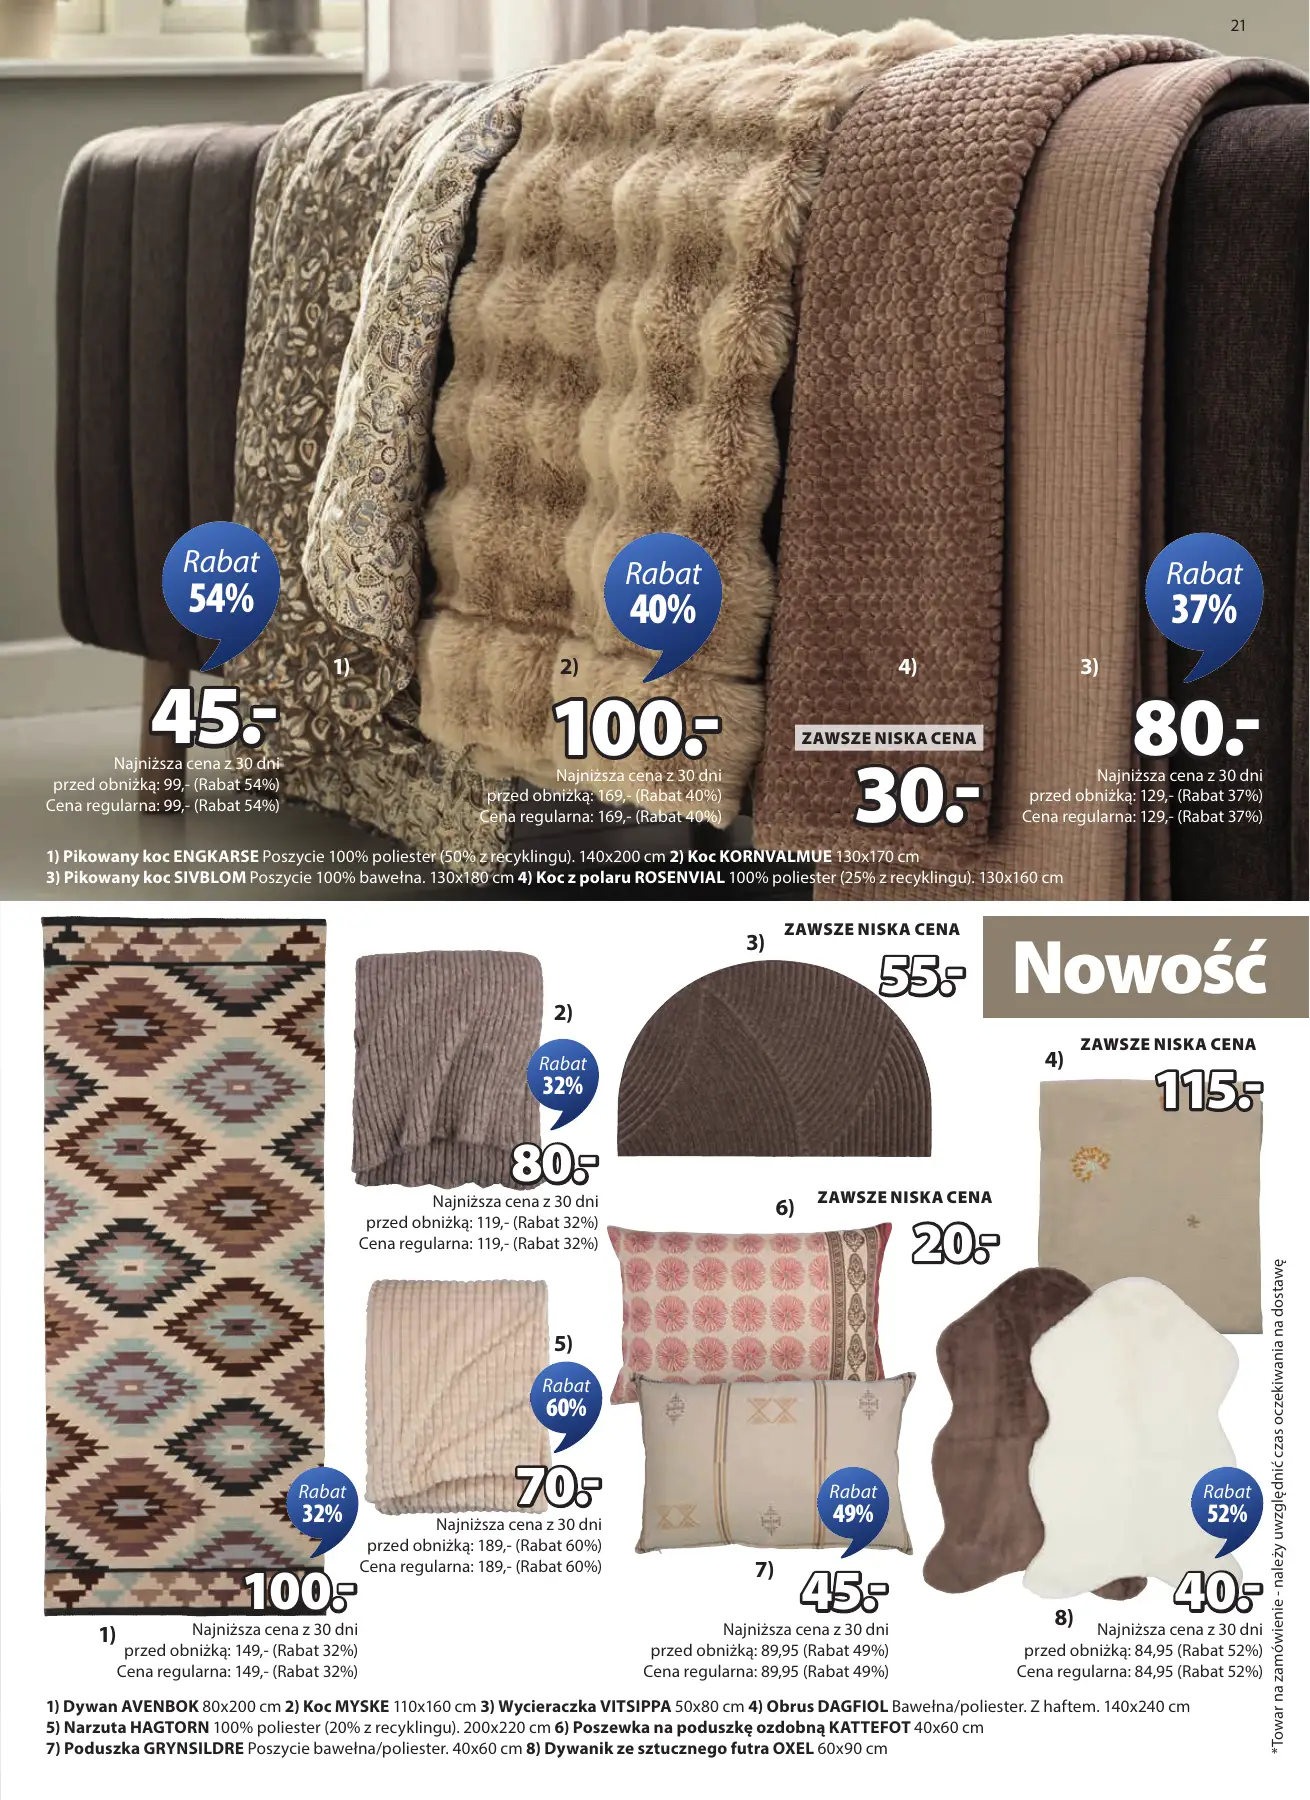 21
Rabat
54%
1)
45.-
Najniższa cena z 30 dni
przed obniżką: 99,- (Rabat 54%)
Cena regularna: 99,- (Rabat 54%)
Rabat
40%
2)
100.-
Najniższa cena z 30 dni
przed obniżką: 169,- (Rabat 40%)
Cena regularna: 169,- (Rabat 40%)
4)
ZAWSZE NISKA CENA
30.-
Rabat
37%
3)
80.-
Najniższa cena z 30 dni
przed obniżką: 129,- (Rabat 37%)
Cena regularna: 129,- (Rabat 37%)
1) Pikowany koc ENGKARSE Poszycie 100% poliester (50% z recyklingu). 140x200 cm 2) Koc KORNVALMUE 130x170 cm
3) Pikowany koc SIVBLOM Poszycie 100% bawełna. 130x180 cm 4) Koc z polaru ROSENVIAL 100% poliester (25% z recyklingu). 130x160 cm
Nowość
2)
Rabat
32%
80.-
Najniższa cena z 30 dni
przed obniżką: 119,- (Rabat 32%)
Cena regularna: 119,- (Rabat 32%)
3)
ZAWSZE NISKA CENA
55.-
4)
ZAWSZE NISKA CENA
115.-
6)
ZAWSZE NISKA CENA
20.-
5)
Rabat
60%
70.-
Najniższa cena z 30 dni
przed obniżką: 189,- (Rabat 60%)
Cena regularna: 189,- (Rabat 60%)
Rabat
32%
100.-
1)
Najniższa cena z 30 dni
przed obniżką: 149,- (Rabat 32%)
Cena regularna: 149,- (Rabat 32%)
Rabat
49%
7)
45.-
Najniższa cena z 30 dni
przed obniżką: 89,95 (Rabat 49%)
Cena regularna: 89,95 (Rabat 49%)
Rabat
52%
40.-
8)
Najniższa cena z 30 dni
przed obniżką: 84,95 (Rabat 52%)
Cena regularna: 84,95 (Rabat 52%)
1) Dywan AVENBOK 80x200 cm 2) Koc MYSKE 110x160 cm 3) Wycieraczka VITSIPPA 50x80 cm 4) Obrus DAGFIOL Bawełna/poliester. Z haftem. 140x240 cm
5) Narzuta HAGTORN 100% poliester (20% z recyklingu). 200x220 cm 6) Poszewka na poduszkę ozdobną KATTEFOT 40x60 cm
7) Poduszka GRYNSILDRE Poszycie bawełna/poliester. 40x60 cm 8) Dywanik ze sztucznego futra OXEL 60x90 cm
*Towar na zamówienie - należy uwzględnić czas oczekiwania na dostawę